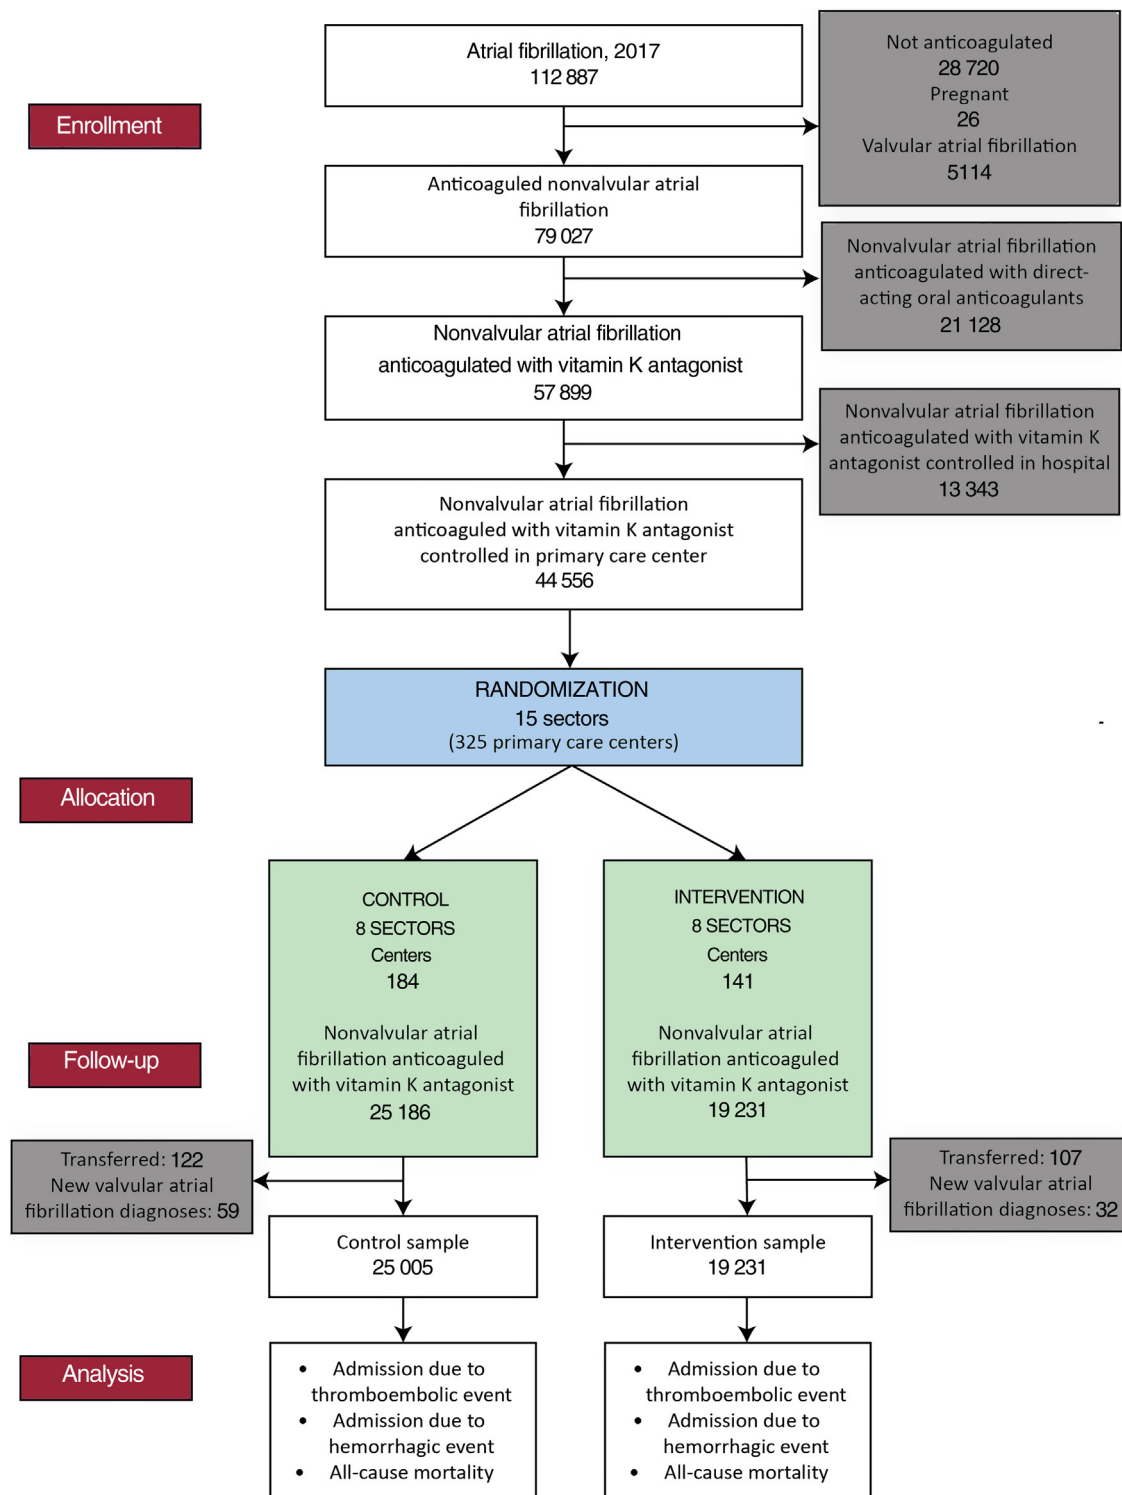 Atrial fibrillation, 2017
112 887
Not anticoagulated
28 720
Pregnant
26
Valvular atrial fibrillation
5114
Enrollment
Anticoaguled nonvalvular atrial
fibrillation
79 027
Nonvalvular atrial fibrillation
anticoagulated with direct-
acting oral anticoagulants
21 128
Nonvalvular atrial fibrillation
anticoagulated with vitamin K antagonist
57 899
Nonvalvular atrial fibrillation
anticoagulated with vitamin K
antagonist controlled in hospital
13 343
Nonvalvular atrial fibrillation
anticoaguled with vitamin K antagonist
controlled in primary care center
44 556
RANDOMIZATION
15 sectors
(325 primary care centers)
-
Allocation
CONTROL
8 SECTORS
Centers
184
Nonvalvular atrial
fibrillation anticoaguled
with vitamin K antagonist
25 186
INTERVENTION
8 SECTORS
Centers
141
Nonvalvular atrial
fibrillation anticoaguled
with vitamin K antagonist
19 231
Follow-up
Transferred: 122
New valvular atrial
fibrillation diagnoses: 59
Transferred: 107
New valvular atrial
fibrillation diagnoses: 32
Control sample
25 005
Intervention sample
19 231
Analysis
• Admission due to
thromboembolic event
• Admission due to
hemorrhagic event
• All-cause mortality
• Admission due to
thromboembolic event
• Admission due to
hemorrhagic event
• All-cause mortality